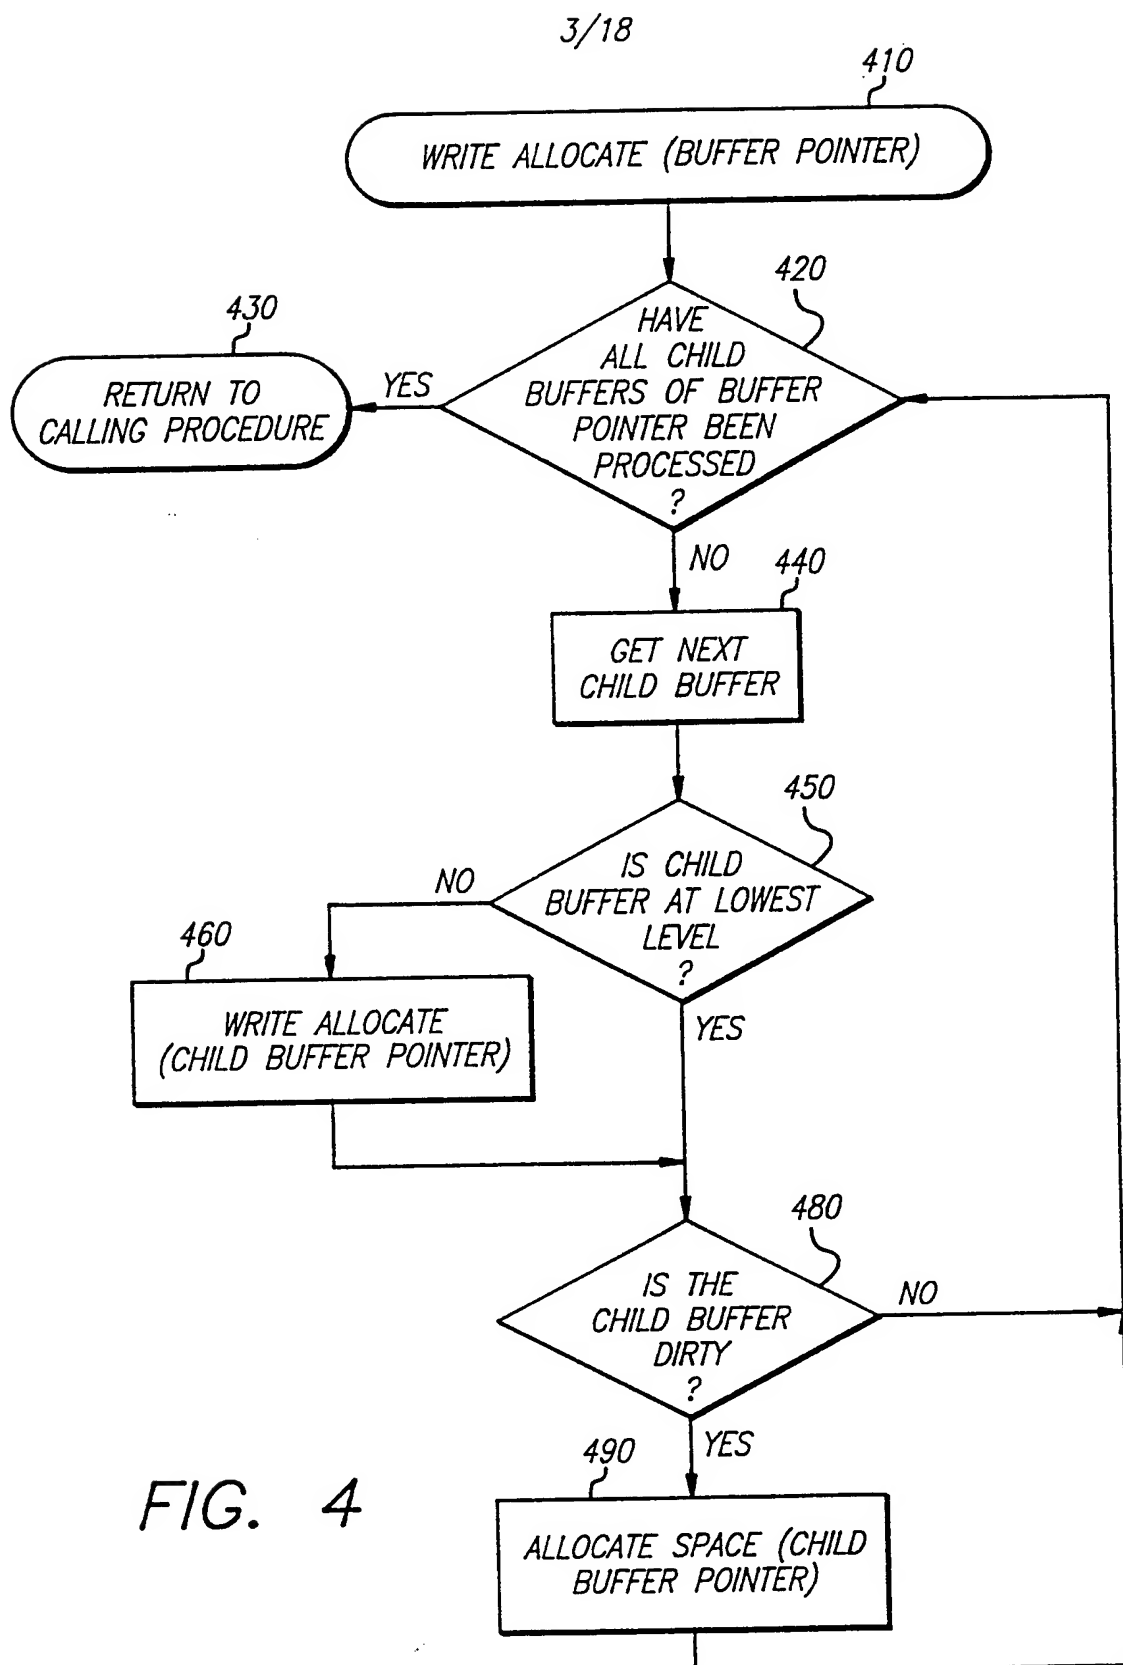 3/18
410
WRITE ALLOCATE (BUFFER POINTER)
420
HAVE
ALL CHILD
BUFFERS OF BUFFER
POINTER BEEN
PROCESSED
?
430
YES
RETURN TO
CALLING PROCEDURE
NO
440
GET NEXT
CHILD BUFFER
450
IS CHILD
BUFFER AT LOWEST
LEVEL
?
NO
460
YES
WRITE ALLOCATE
(CHILD BUFFER POINTER)
480
IS THE
CHILD BUFFER
DIRTY
?
NO
YES
490
ALLOCATE SPACE (CHILD
BUFFER POINTER)
FIG. 4